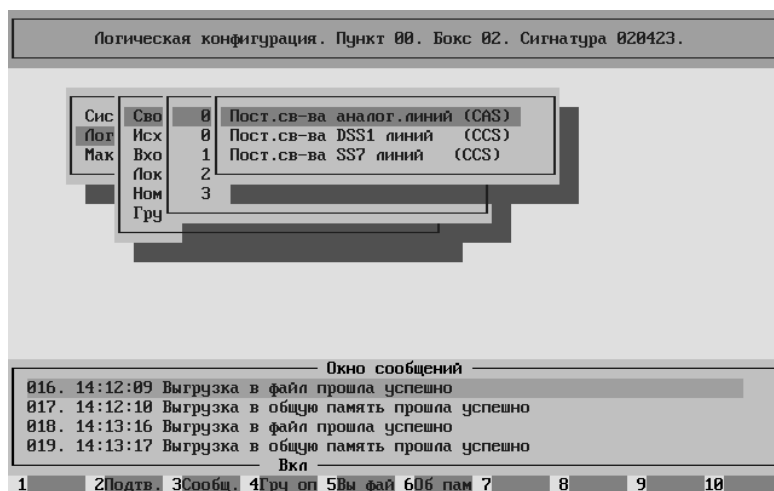 Логическая конфигурация. Пункт 00. Бокс 02. Сигнатура 020423.
Сис Сво 0 Пост.св-ва аналог.линий (CAS)
Лог Исх 0 Пост.св-ва DSS1 линий (CCS)
Мак Вхо 1 Пост.св-ва SS7 линий (CCS)
Лок 2
Ном 3
Гру
Окно сообщений
016. 14:12:09 Выгрузка в файл прошла успешно
017. 14:12:10 Выгрузка в общую память прошла успешно
018. 14:13:16 Выгрузка в файл прошла успешно
019. 14:13:17 Выгрузка в общую память прошла успешно
Вкл
1 2Подтв. 3Сообщ. 4Гру оп 5Вы фай 6Об пам 7 8 9 10